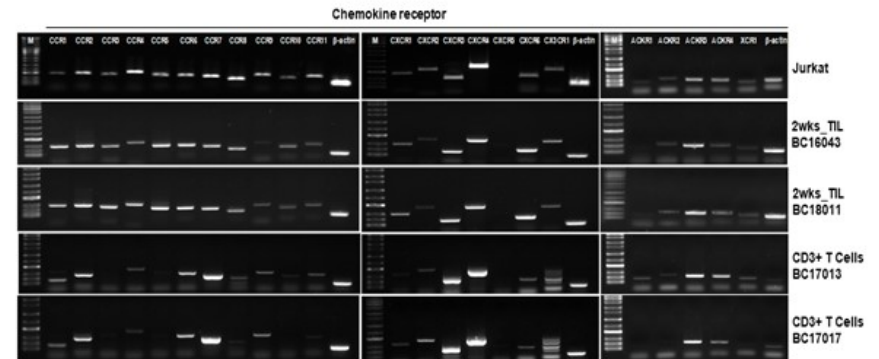 Chemokine receptor
M CCR1 CCR2 CCR3 CCR4 CCR5 CCR6 CCR7 CCR8 CCR9 CCR10 CCR11 β-actin M CXCR1 CXCR2 CXCR3 CXCR4 CXCR5 CXCR6 CX3CR1 β-actin M ACKR1 ACKR2 ACKR3 ACKR4 XCR1 β-actin
Jurkat
2wks_TIL
BC16043
2wks_TIL
BC18011
CD3+ T Cells
BC17013
CD3+ T Cells
BC17017